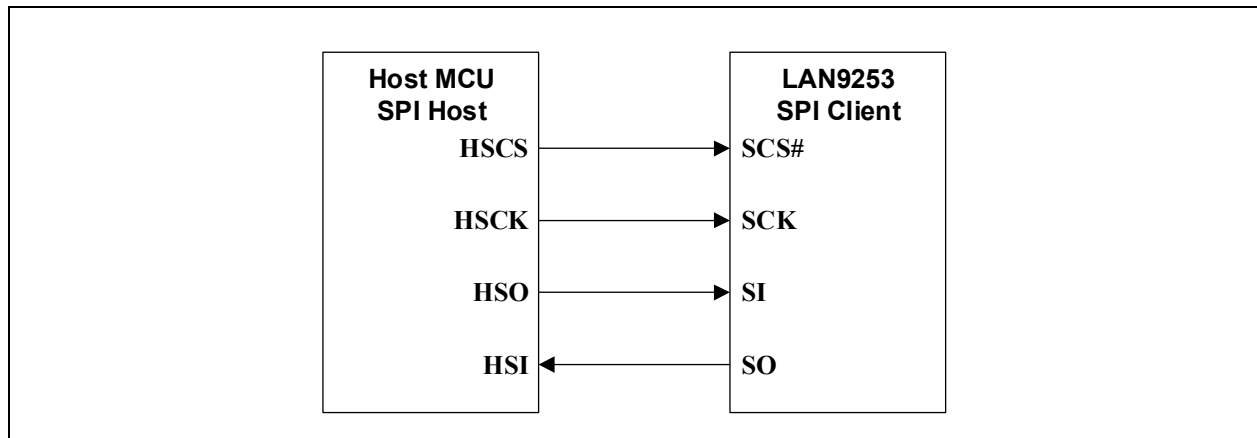 Host MCU
SPI Host
LAN9253
SPI Client
HSCS
SCS#
HSCK
SCK
HSO
SI
HSI
SO